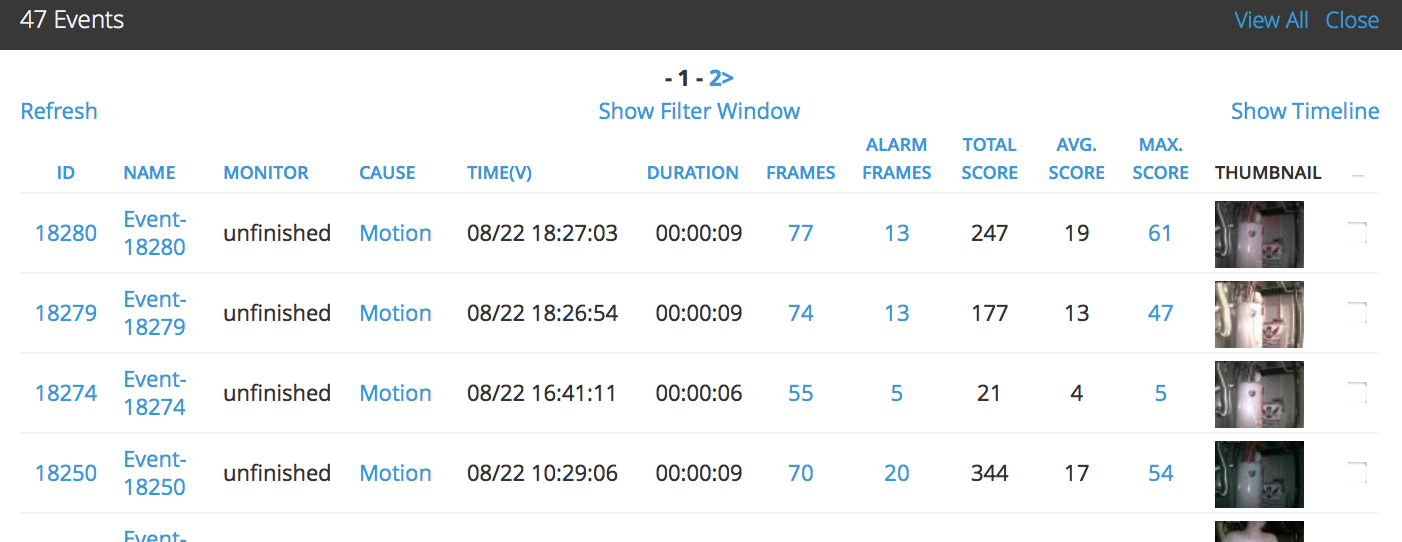 47 Events View All Close
- 1 - 2>
Refresh Show Filter Window Show Timeline
ID NAME MONITOR CAUSE TIME(V) DURATION FRAMES ALARM FRAMES TOTAL SCORE AVG. SCORE MAX. SCORE THUMBNAIL
18280 Event-18280 unfinished Motion 08/22 18:27:03 00:00:09 77 13 247 19 61
18279 Event-18279 unfinished Motion 08/22 18:26:54 00:00:09 74 13 177 13 47
18274 Event-18274 unfinished Motion 08/22 16:41:11 00:00:06 55 5 21 4 5
18250 Event-18250 unfinished Motion 08/22 10:29:06 00:00:09 70 20 344 17 54
Event-